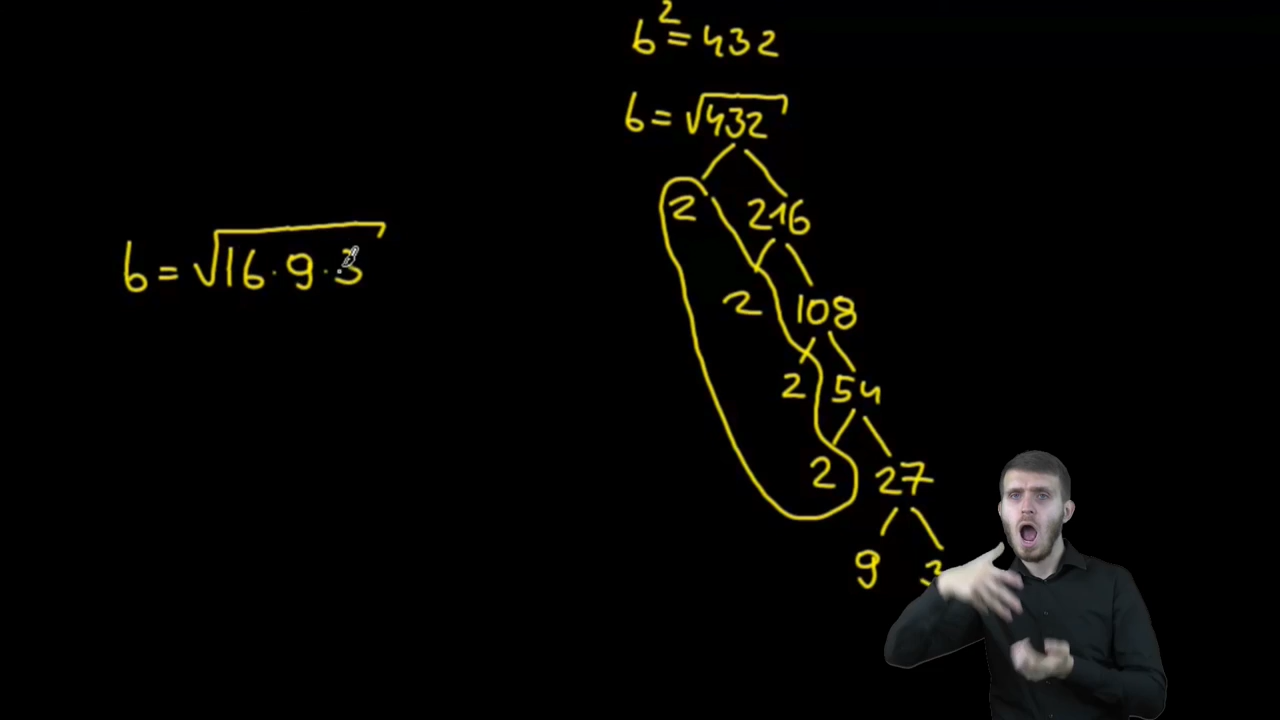 b² = 432
b = √432
2 216
b = √16·9·3
2 108
2 54
2 27
9 3